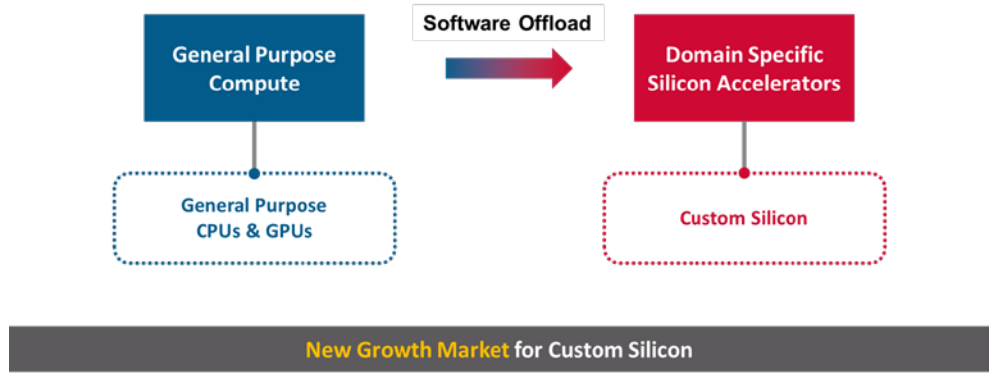 Software Offload
General Purpose
Compute
Domain Specific
Silicon Accelerators
General Purpose
CPUs & GPUs
Custom Silicon
New Growth Market for Custom Silicon